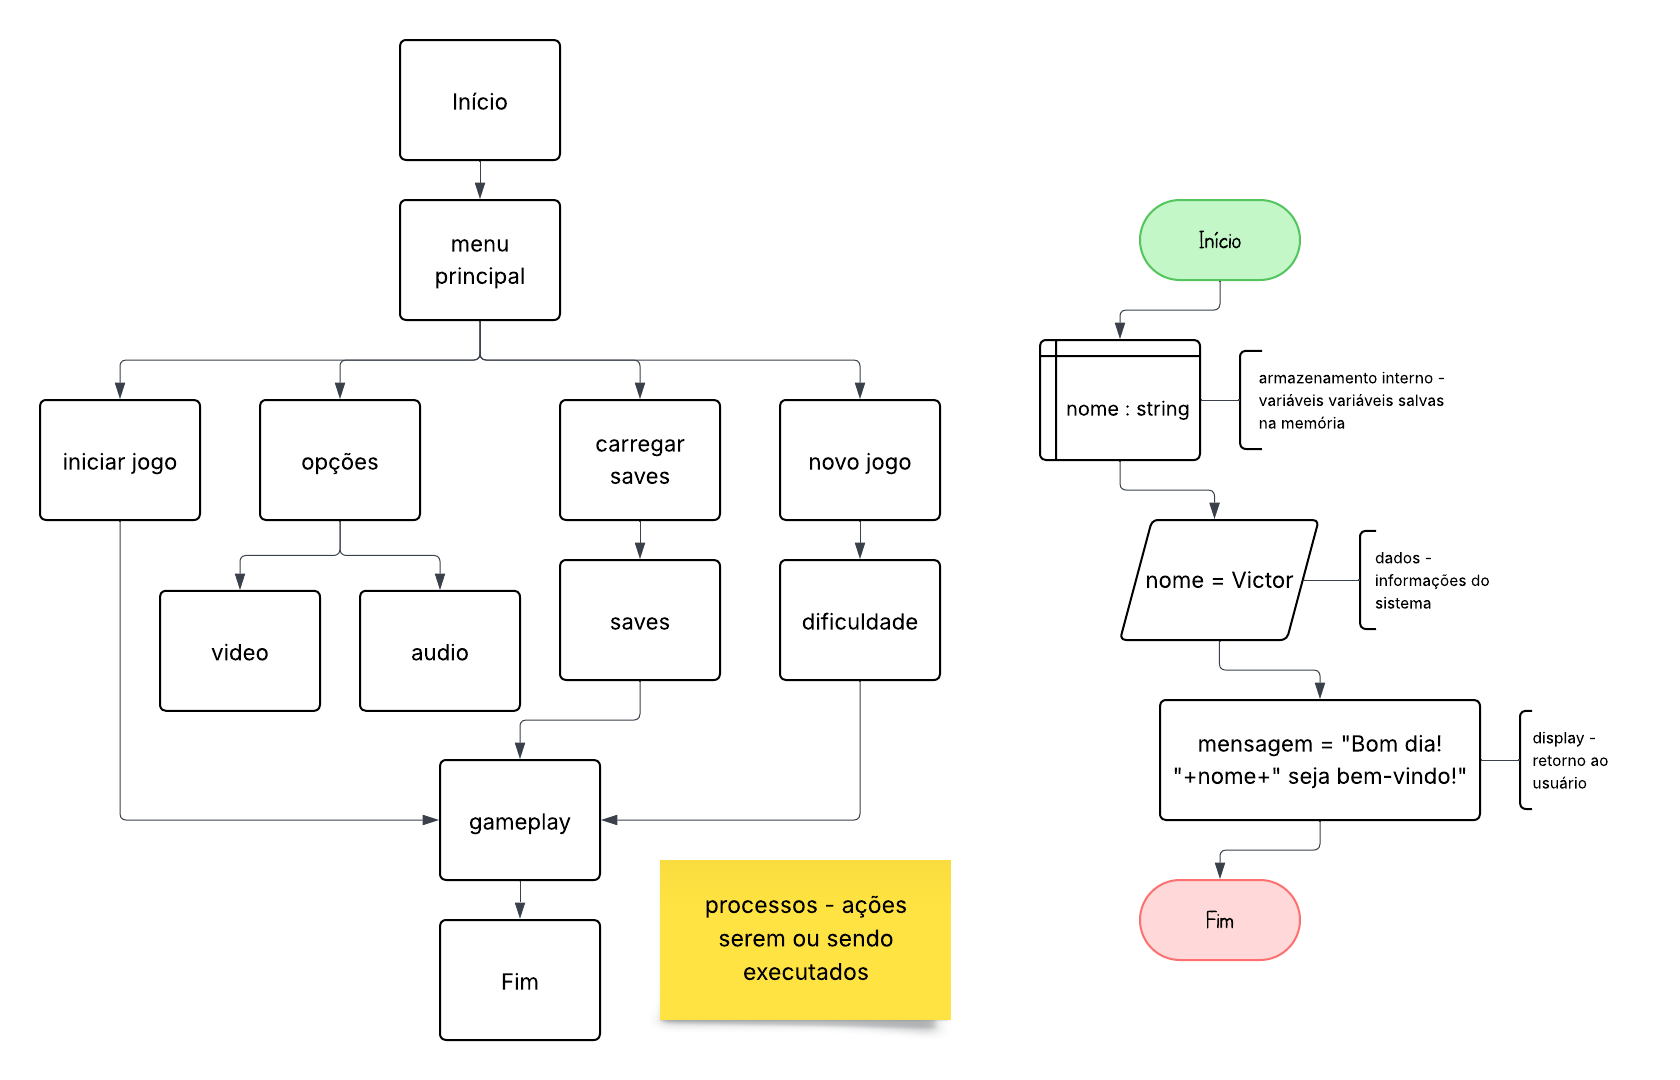 Início
menu
principal
iniciar jogo
opções
carregar
saves
novo jogo
video
audio
saves
dificuldade
gameplay
Fim
processos - ações
serem ou sendo
executados
Início
nome : string
armazenamento interno -
variáveis variáveis salvas
na memória
nome = Victor
dados -
informações do
sistema
mensagem = "Bom dia!
"+nome+" seja bem-vindo!"
display -
retorno ao
usuário
Fim